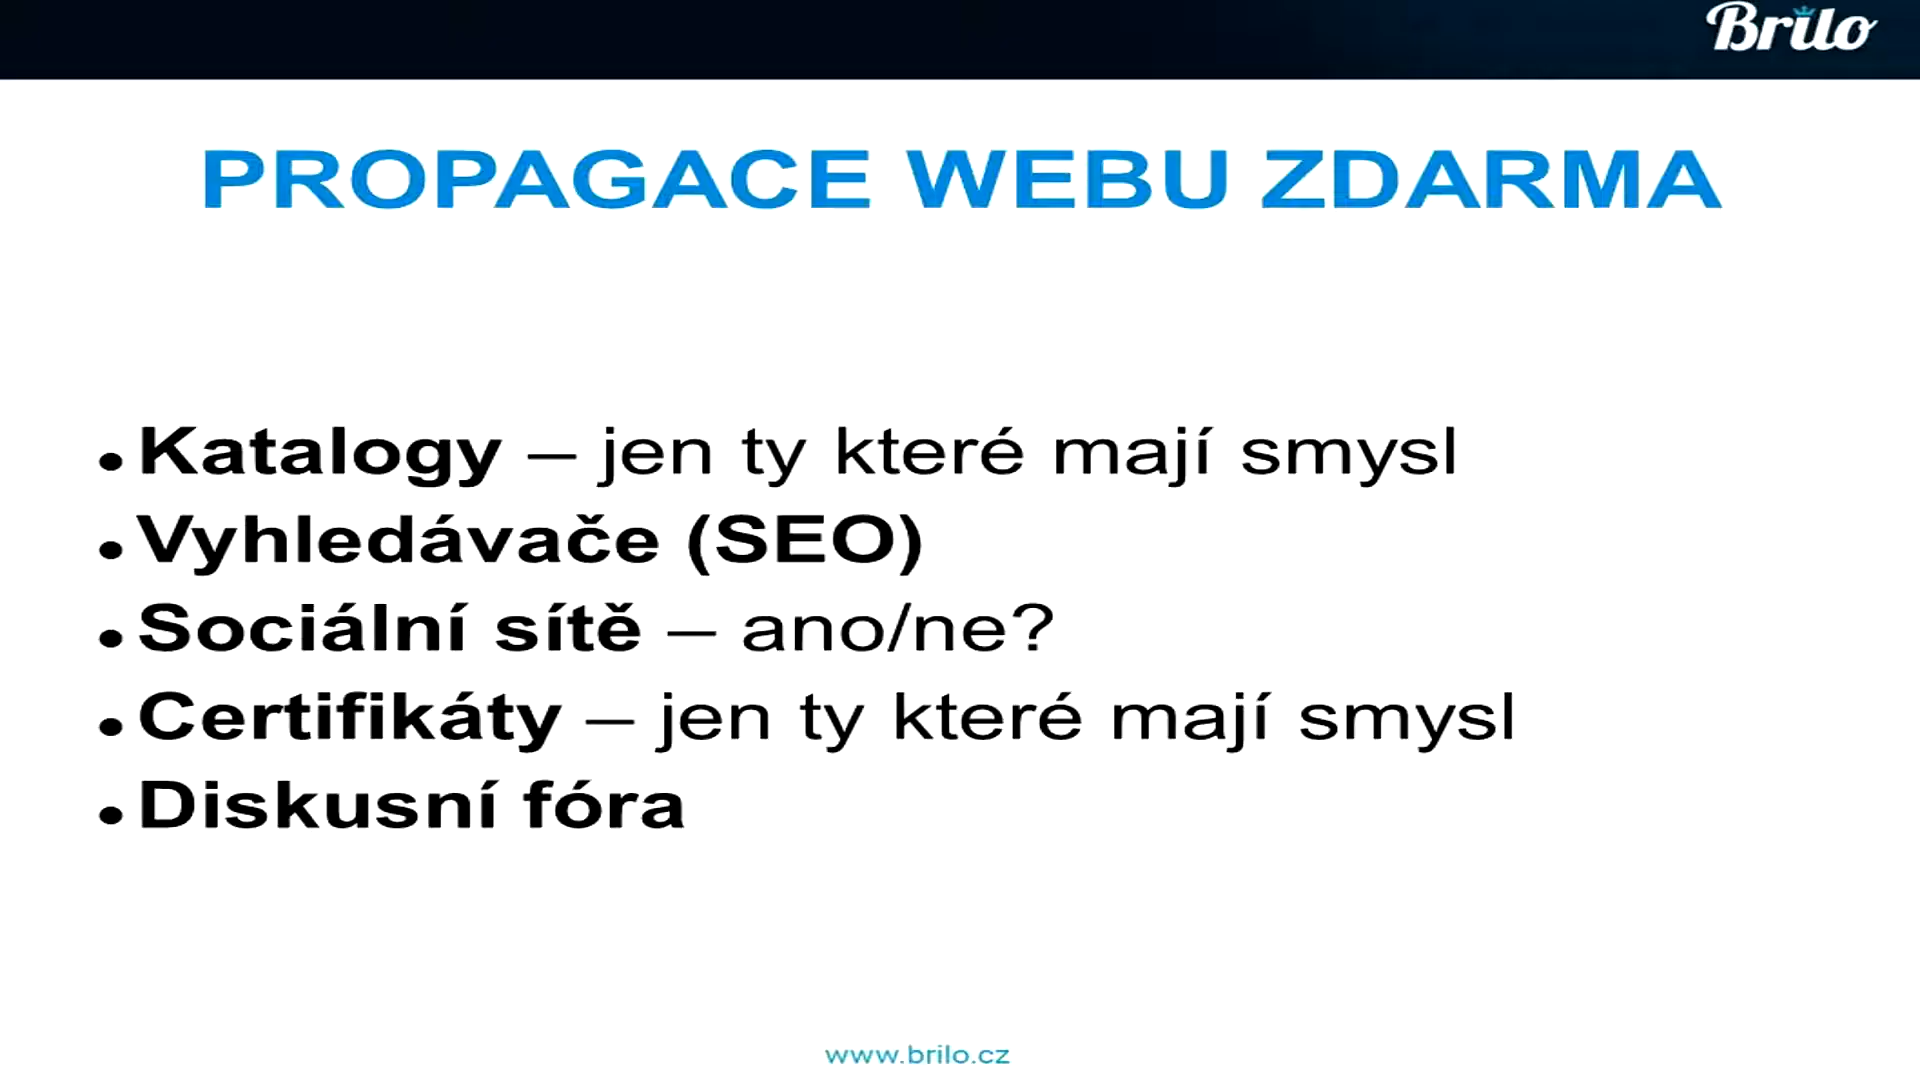 Brilo
PROPAGACE WEBU ZDARMA
• Katalogy – jen ty které mají smysl
• Vyhledávače (SEO)
• Sociální sítě – ano/ne?
• Certifikáty – jen ty které mají smysl
• Diskusní fóra
www.brilo.cz